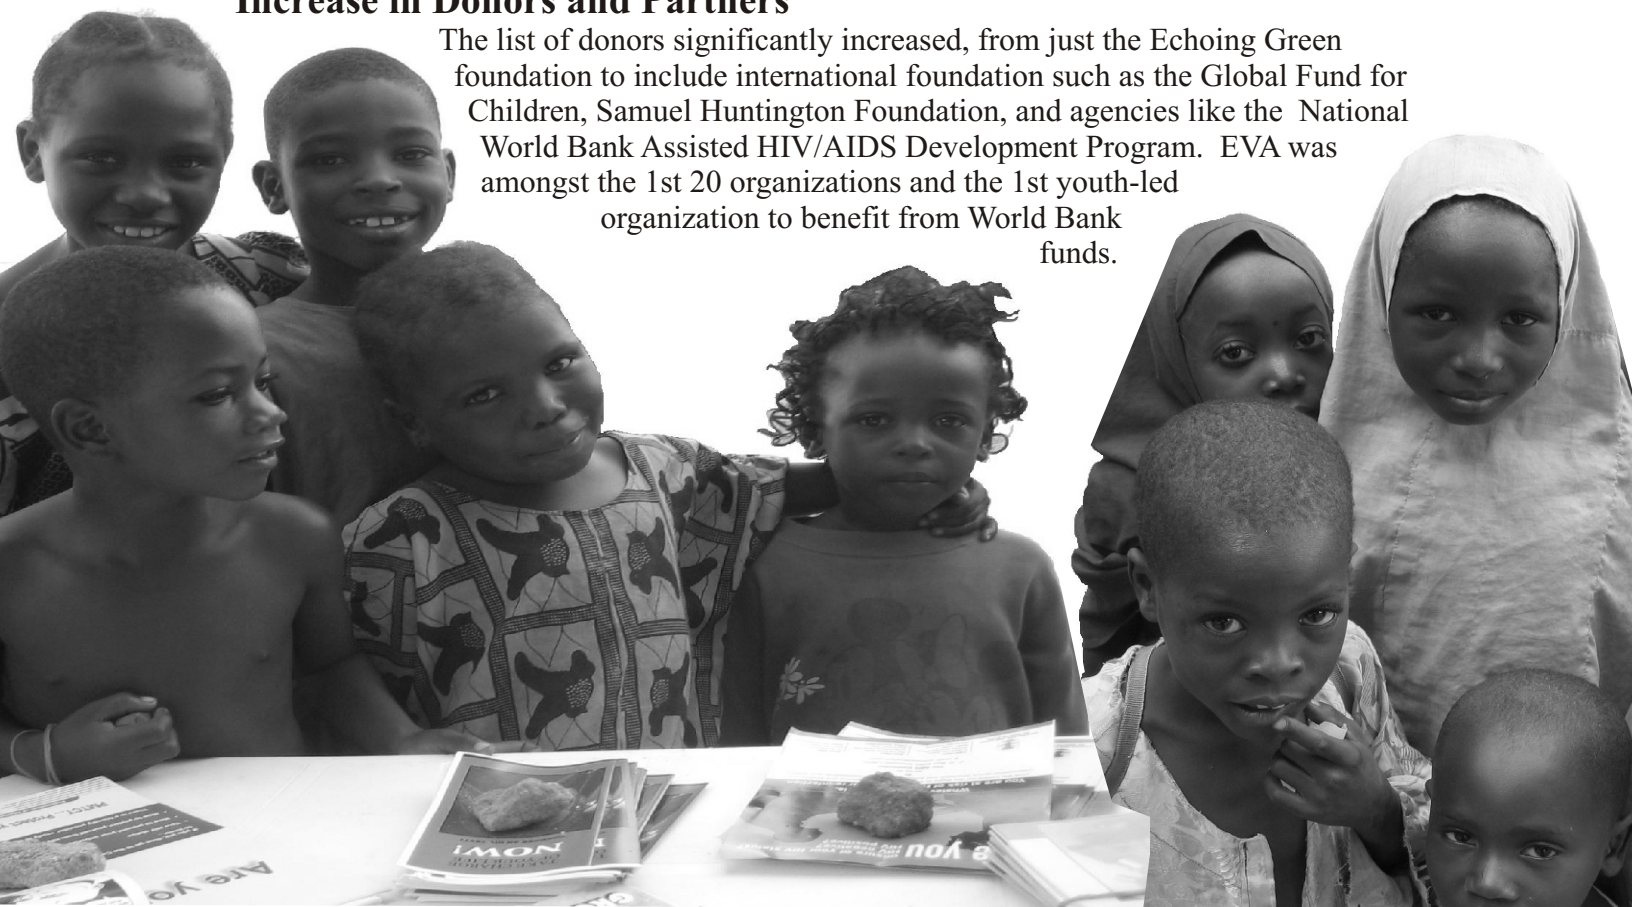 Increase in Donors and Partners
The list of donors significantly increased, from just the Echoing Green
foundation to include international foundation such as the Global Fund for
Children, Samuel Huntington Foundation, and agencies like the  National
World Bank Assisted HIV/AIDS Development Program.  EVA was
amongst the 1st 20 organizations and the 1st youth-led
organization to benefit from World Bank
funds.
NOW!
you
Are yo